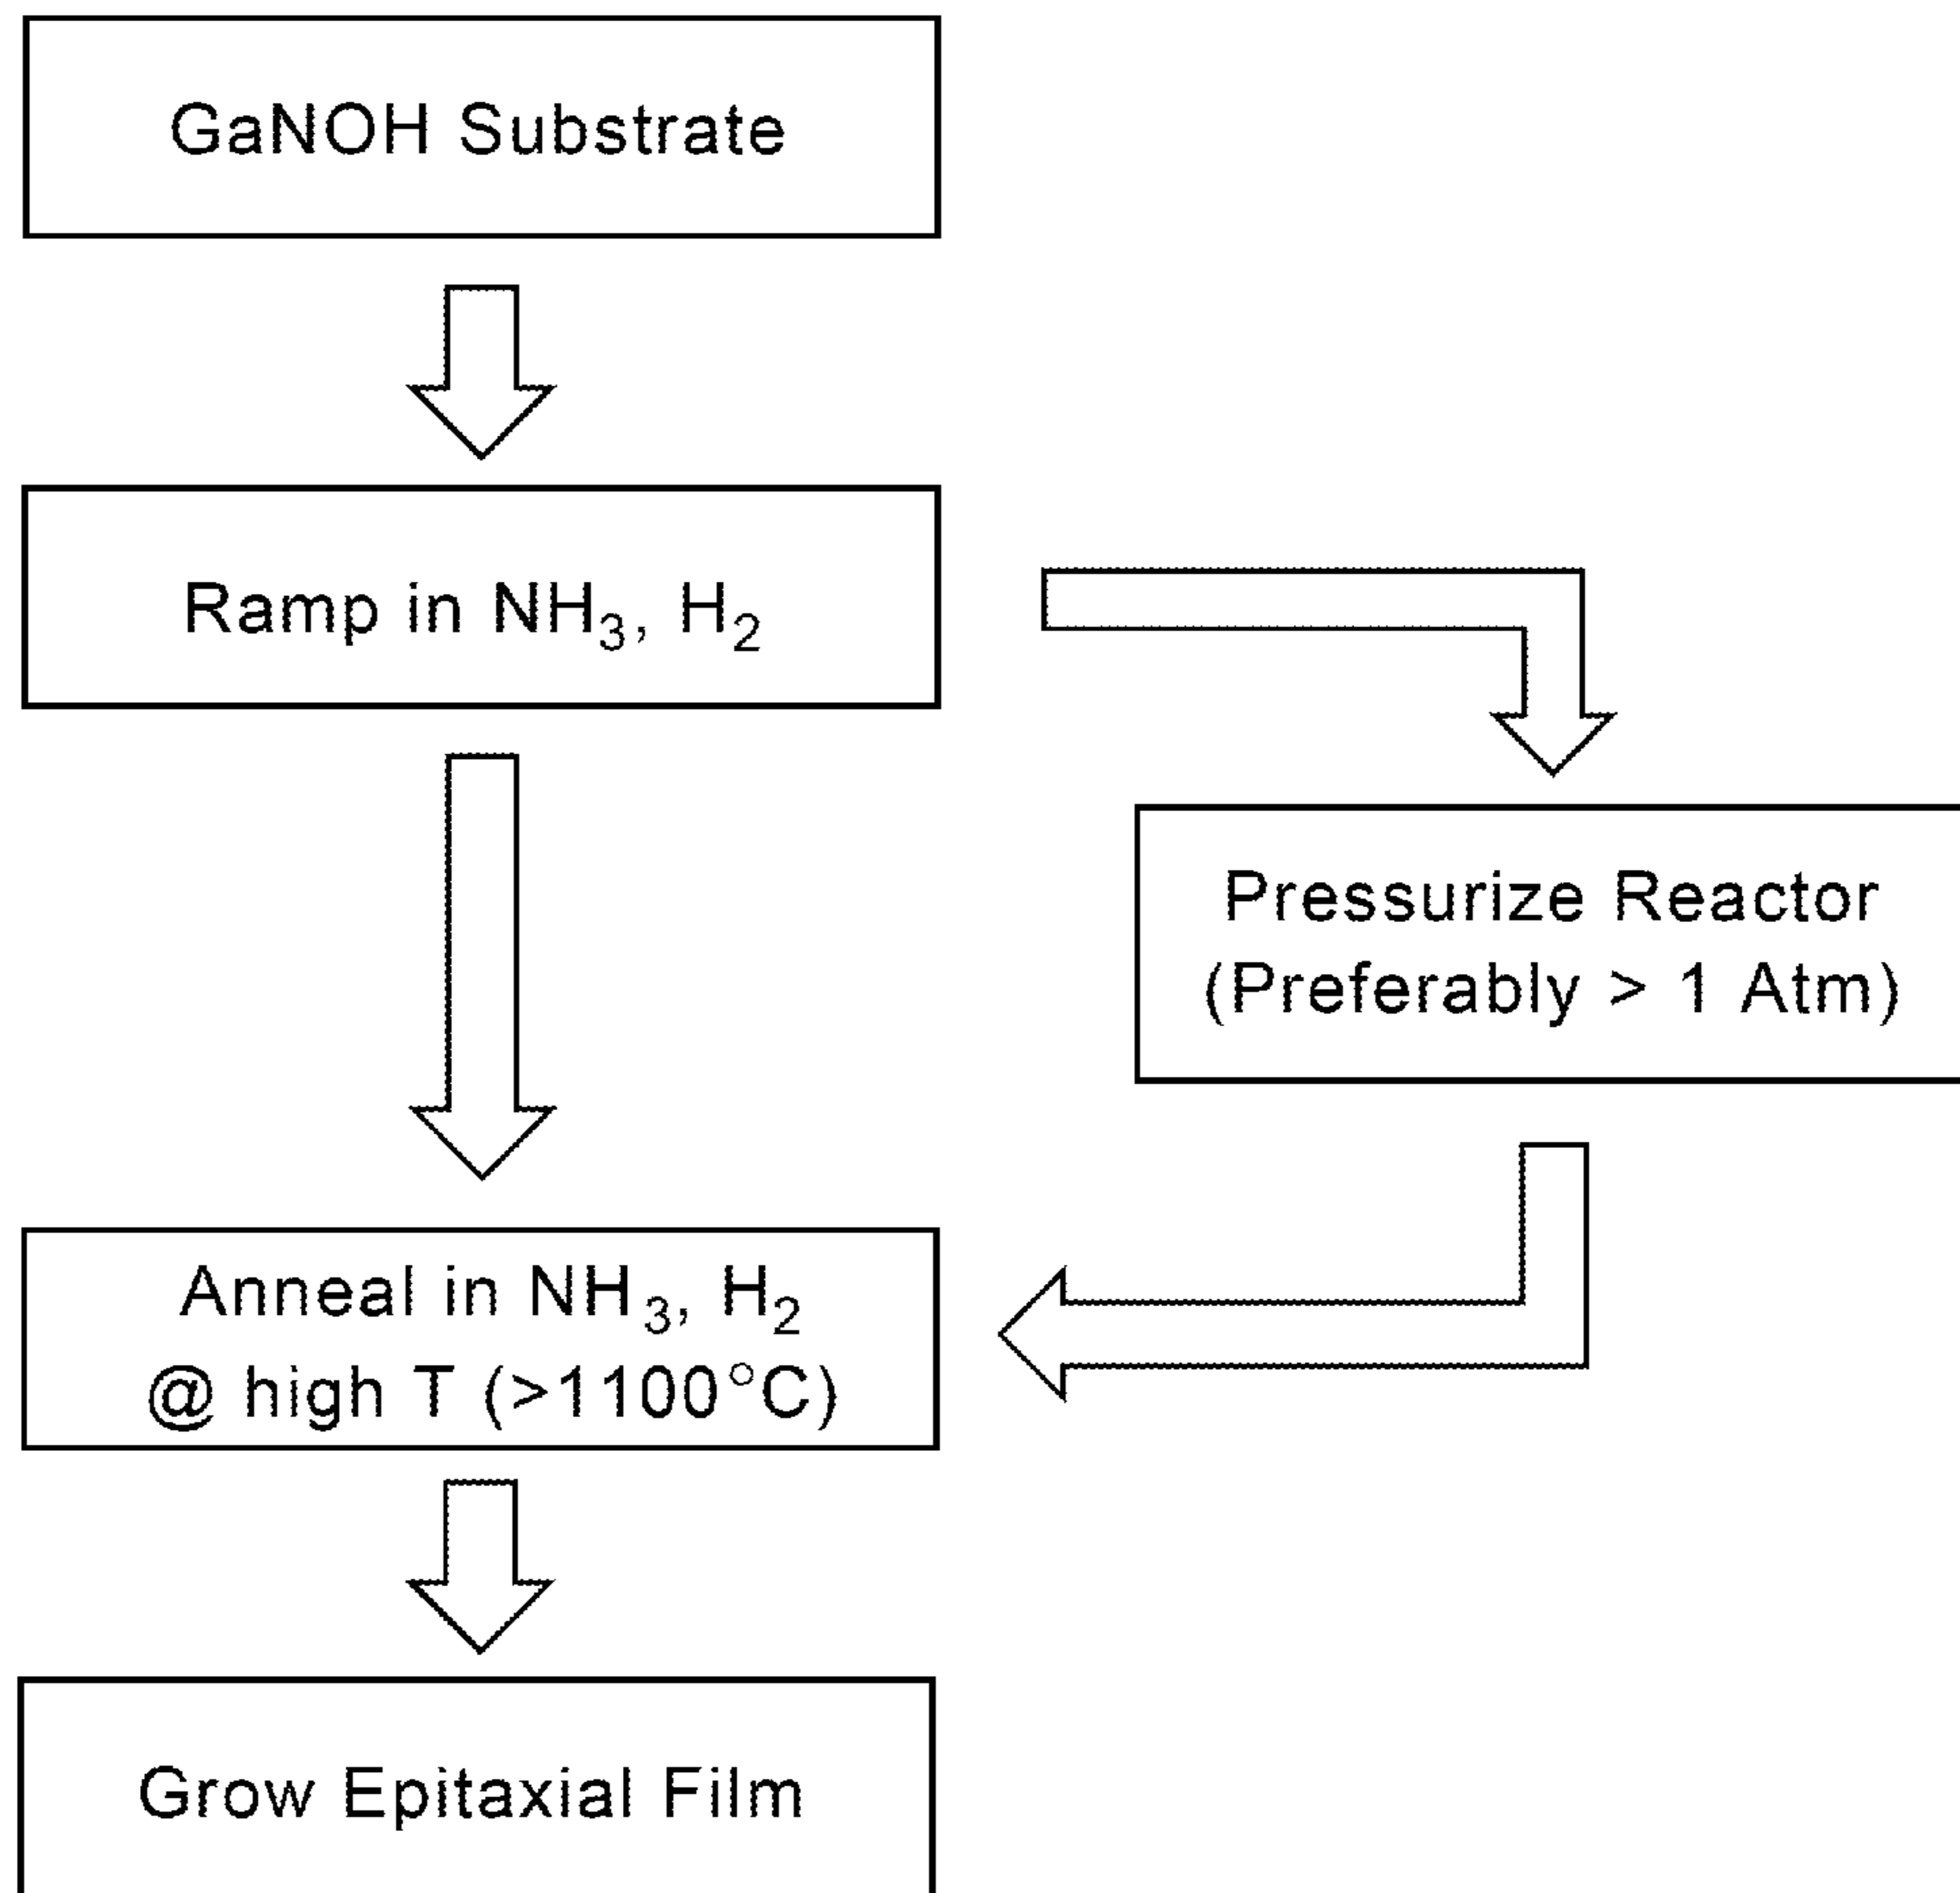 GaNOH Substrate
Ramp in NH₃, H₂
Pressurize Reactor
(Preferably > 1 Atm)
Anneal in NH₃, H₂
@ high T (>1100°C)
Grow Epitaxial Film